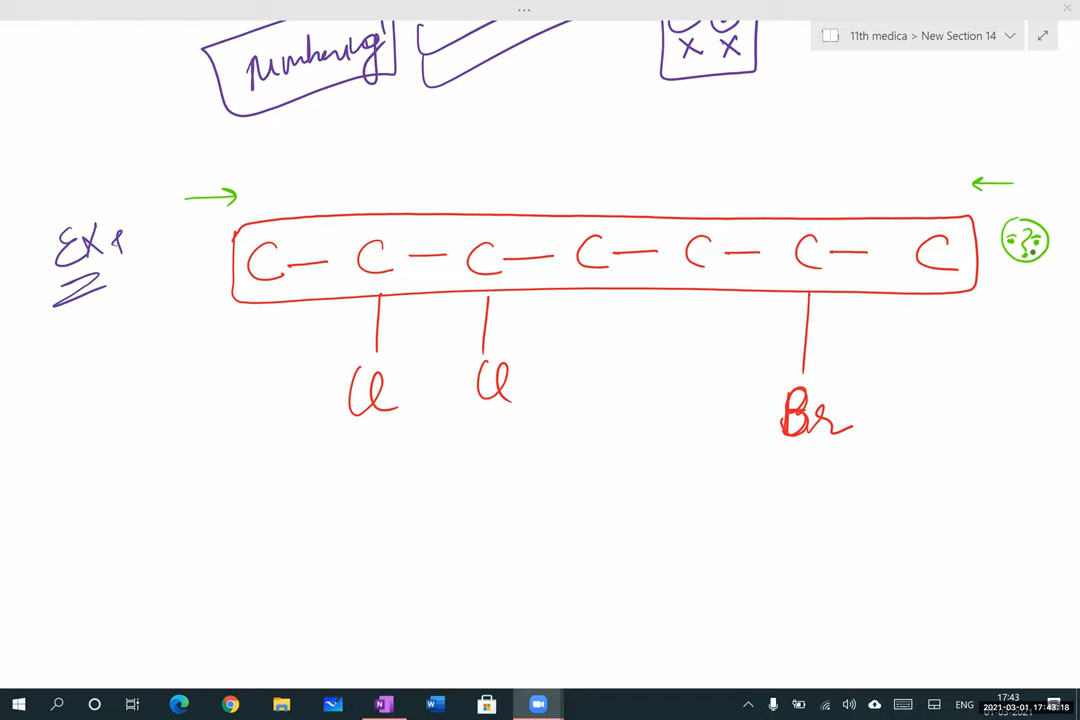 11th medica > New Section 14
Numbering
x x
Ex
C — C — C — C — C — C — C
Cl Cl Br
ENG
17:43
2021-03-01 17:43:18